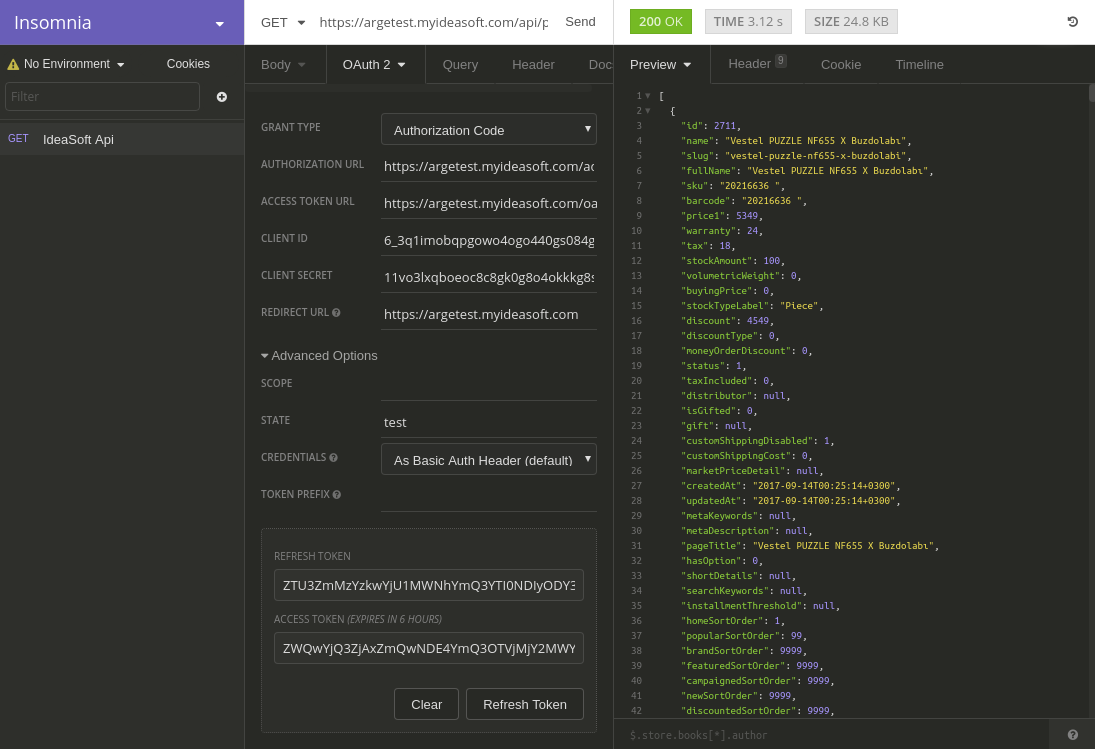 Insomnia
No Environment
Cookies
Filter
GET IdeaSoft Api
GET https://argetest.myideasoft.com/api/p Send
Body OAuth 2 Query Header Doc
GRANT TYPE Authorization Code
AUTHORIZATION URL https://argetest.myideasoft.com/ad
ACCESS TOKEN URL https://argetest.myideasoft.com/oa
CLIENT ID 6_3q1imobqpgowo4ogo440gs084g
CLIENT SECRET 11vo3lxqboeoc8c8gk0g8o4okkkg8s
REDIRECT URL https://argetest.myideasoft.com
Advanced Options
SCOPE
STATE test
CREDENTIALS As Basic Auth Header (default)
TOKEN PREFIX
REFRESH TOKEN
ZTU3ZmMzYzkwYjU1MWNhYmQ3YTI0NDIyODY3
ACCESS TOKEN (EXPIRES IN 6 HOURS)
ZWQwYjQ3ZjAxZmQwNDE4YmQ3OTVjMjY2MWY
Clear Refresh Token
200 OK TIME 3.12 s SIZE 24.8 KB
Preview Header 9 Cookie Timeline
1 [
2 {
3 "id": 2711,
4 "name": "Vestel PUZZLE NF655 X Buzdolabı",
5 "slug": "vestel-puzzle-nf655-x-buzdolabi",
6 "fullName": "Vestel PUZZLE NF655 X Buzdolabı",
7 "sku": "20216636 ",
8 "barcode": "20216636 ",
9 "price1": 5349,
10 "warranty": 24,
11 "tax": 18,
12 "stockAmount": 100,
13 "volumetricWeight": 0,
14 "buyingPrice": 0,
15 "stockTypeLabel": "Piece",
16 "discount": 4549,
17 "discountType": 0,
18 "moneyOrderDiscount": 0,
19 "status": 1,
20 "taxIncluded": 0,
21 "distributor": null,
22 "isGifted": 0,
23 "gift": null,
24 "customShippingDisabled": 1,
25 "customShippingCost": 0,
26 "marketPriceDetail": null,
27 "createdAt": "2017-09-14T00:25:14+0300",
28 "updatedAt": "2017-09-14T00:25:14+0300",
29 "metaKeywords": null,
30 "metaDescription": null,
31 "pageTitle": "Vestel PUZZLE NF655 X Buzdolabı",
32 "hasOption": 0,
33 "shortDetails": null,
34 "searchKeywords": null,
35 "installmentThreshold": null,
36 "homeSortOrder": 1,
37 "popularSortOrder": 99,
38 "brandSortOrder": 9999,
39 "featuredSortOrder": 9999,
40 "campaignedSortOrder": 9999,
41 "newSortOrder": 9999,
42 "discountedSortOrder": 9999,
$.store.books[*].author